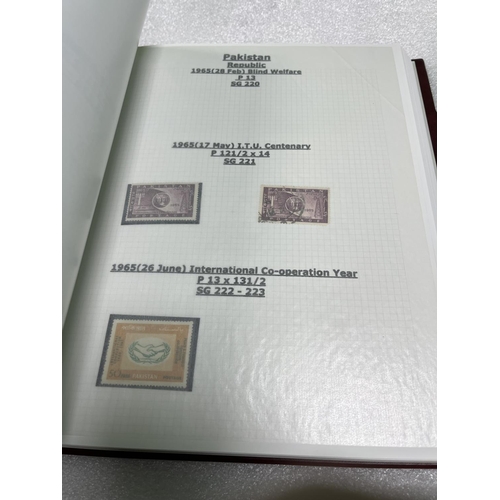 Pakistan
Republic
1965(28 Feb) Blind Welfare
P 13
SG 220
1965(17 May) I.T.U. Centenary
P 121/2 x 14
SG 221
1965(26 June) International Co-operation Year
P 13 x 131/2
SG 222 - 223